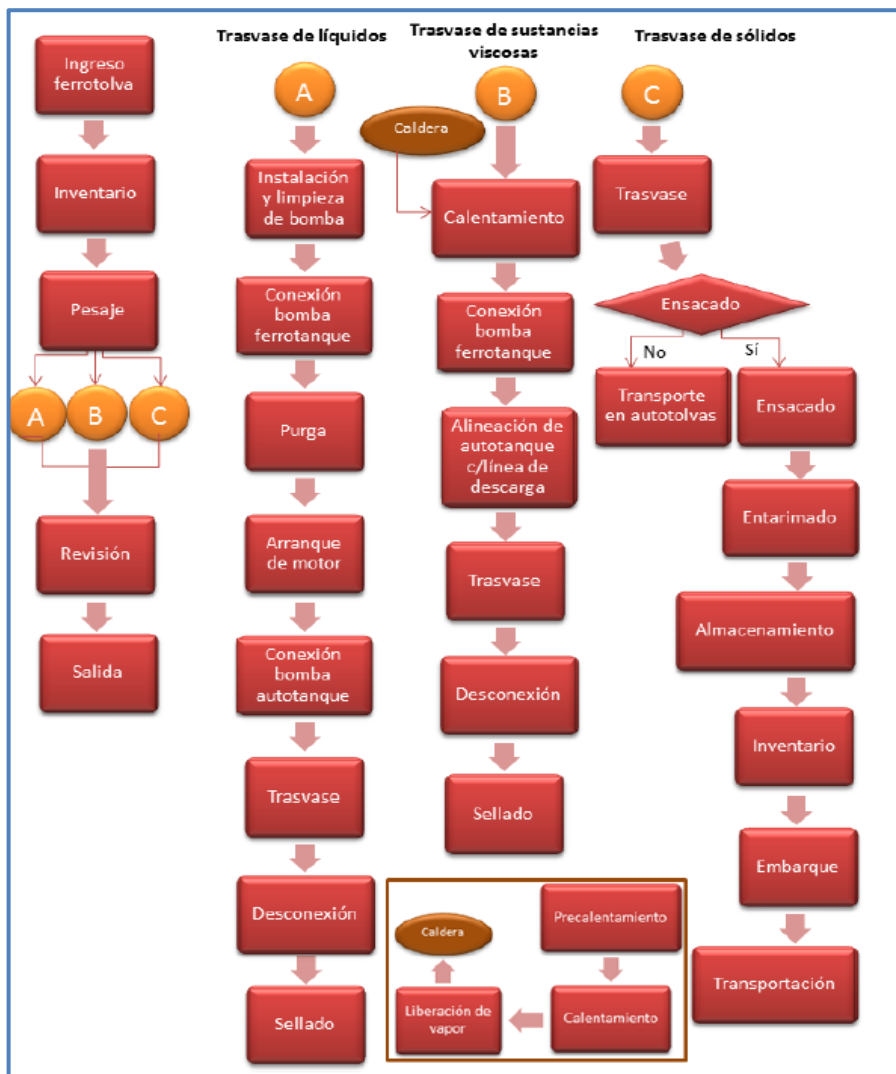 Ingreso
ferrotolva
Inventario
Pesaje
A
B
C
Revisión
Salida
Trasvase de líquidos
A
Instalación
y limpieza
de bomba
Conexión
bomba
ferrotanque
Purga
Arranque
de motor
Conexión
bomba
autotanque
Trasvase
Desconexión
Sellado
Trasvase de sustancias
viscosas
B
Caldera
Calentamiento
Conexión
bomba
ferrotanque
Alineación de
autotanque
c/línea de
descarga
Trasvase
Desconexión
Sellado
Precalentamiento
Calentamiento
Liberación de
vapor
Caldera
Trasvase de sólidos
C
Trasvase
Ensacado
No
Sí
Transporte
en autotolvas
Ensacado
Entarimado
Almacenamiento
Inventario
Embarque
Transportación